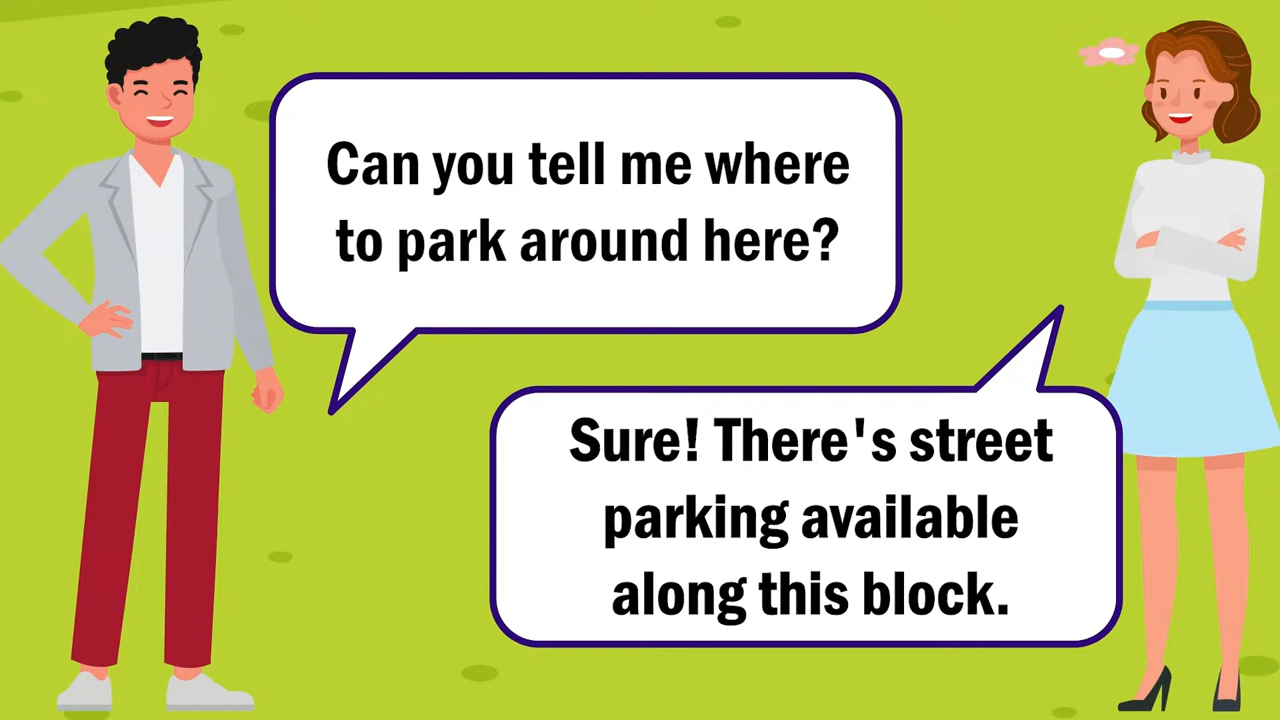 Can you tell me where
to park around here?
Sure! There's street
parking available
along this block.